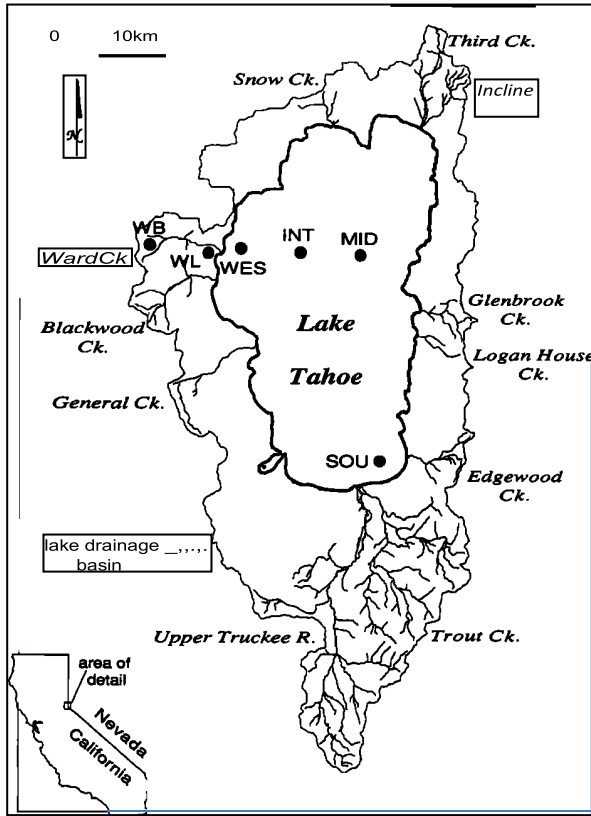 0 10km
Third Ck.
Snow Ck.
Incline
N
WB
INT
MID
WardCk
WL
WES
Glenbrook
Ck.
Blackwood
Ck.
Lake
Tahoe
Logan House
Ck.
General Ck.
SOU
Edgewood
Ck.
lake drainage _,,.,.
basin
Upper Truckee R.
Trout Ck.
area of
detail
Nevada
California